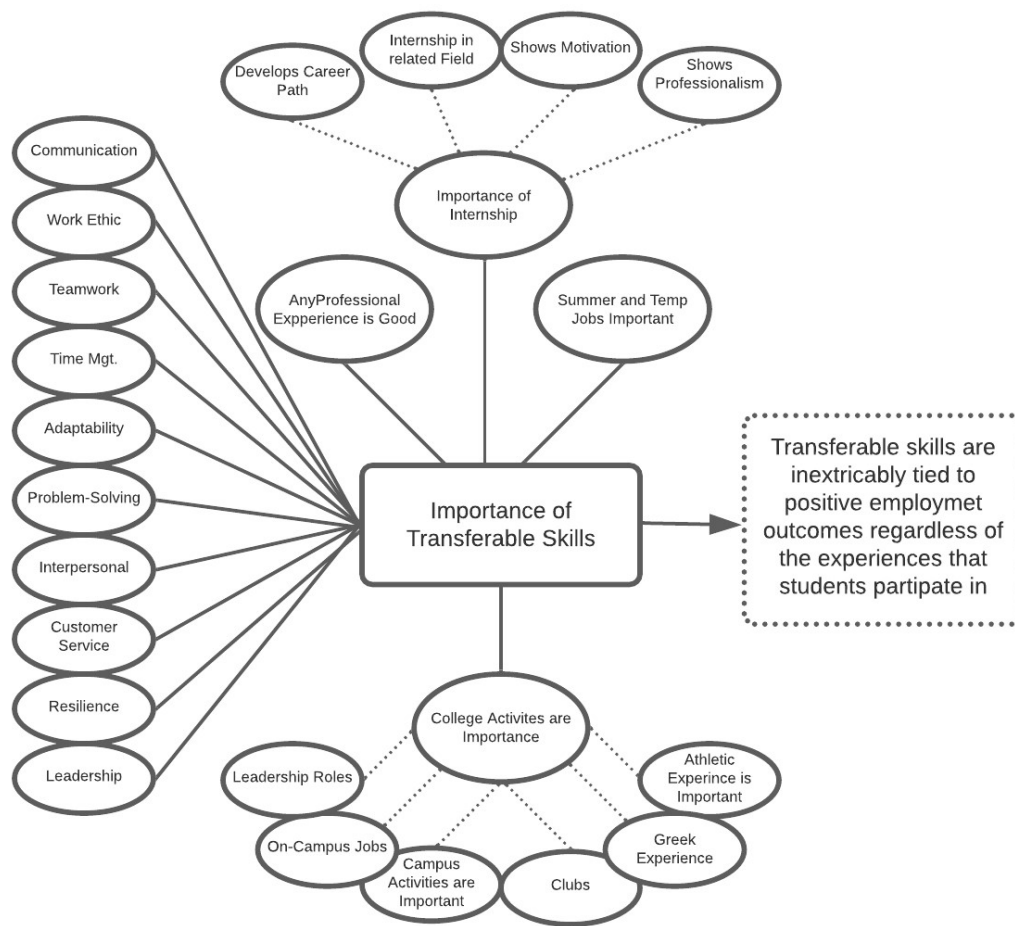 Internship in
related Field
Shows Motivation
Develops Career
Path
Shows
Professionalism
Importance of
Internship
Communication
Work Ethic
Teamwork
Time Mgt.
Adaptability
Problem-Solving
Interpersonal
Customer
Service
Resilience
Leadership
AnyProfessional
Expperience is Good
Summer and Temp
Jobs Important
Importance of
Transferable Skills
Transferable skills are
inextricably tied to
positive employmet
outcomes regardless of
the experiences that
students partipate in
College Activites are
Importance
Leadership Roles
On-Campus Jobs
Campus
Activities are
Important
Clubs
Greek
Experience
Athletic
Experince is
Important